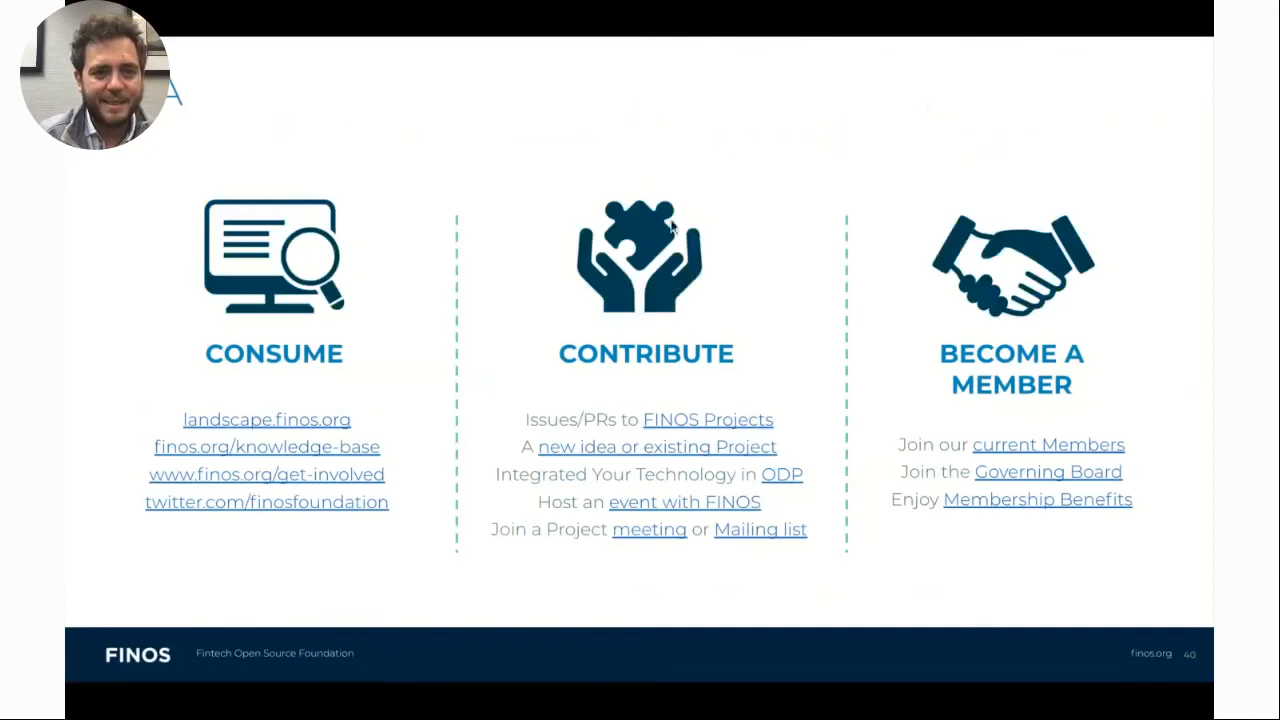 A
CONSUME
landscape.finos.org
finos.org/knowledge-base
www.finos.org/get-involved
twitter.com/finosfoundation
CONTRIBUTE
Issues/PRs to FINOS Projects
A new idea or existing Project
Integrated Your Technology in ODP
Host an event with FINOS
Join a Project meeting or Mailing list
BECOME A
MEMBER
Join our current Members
Join the Governing Board
Enjoy Membership Benefits
FINOS Fintech Open Source Foundation finos.org 40